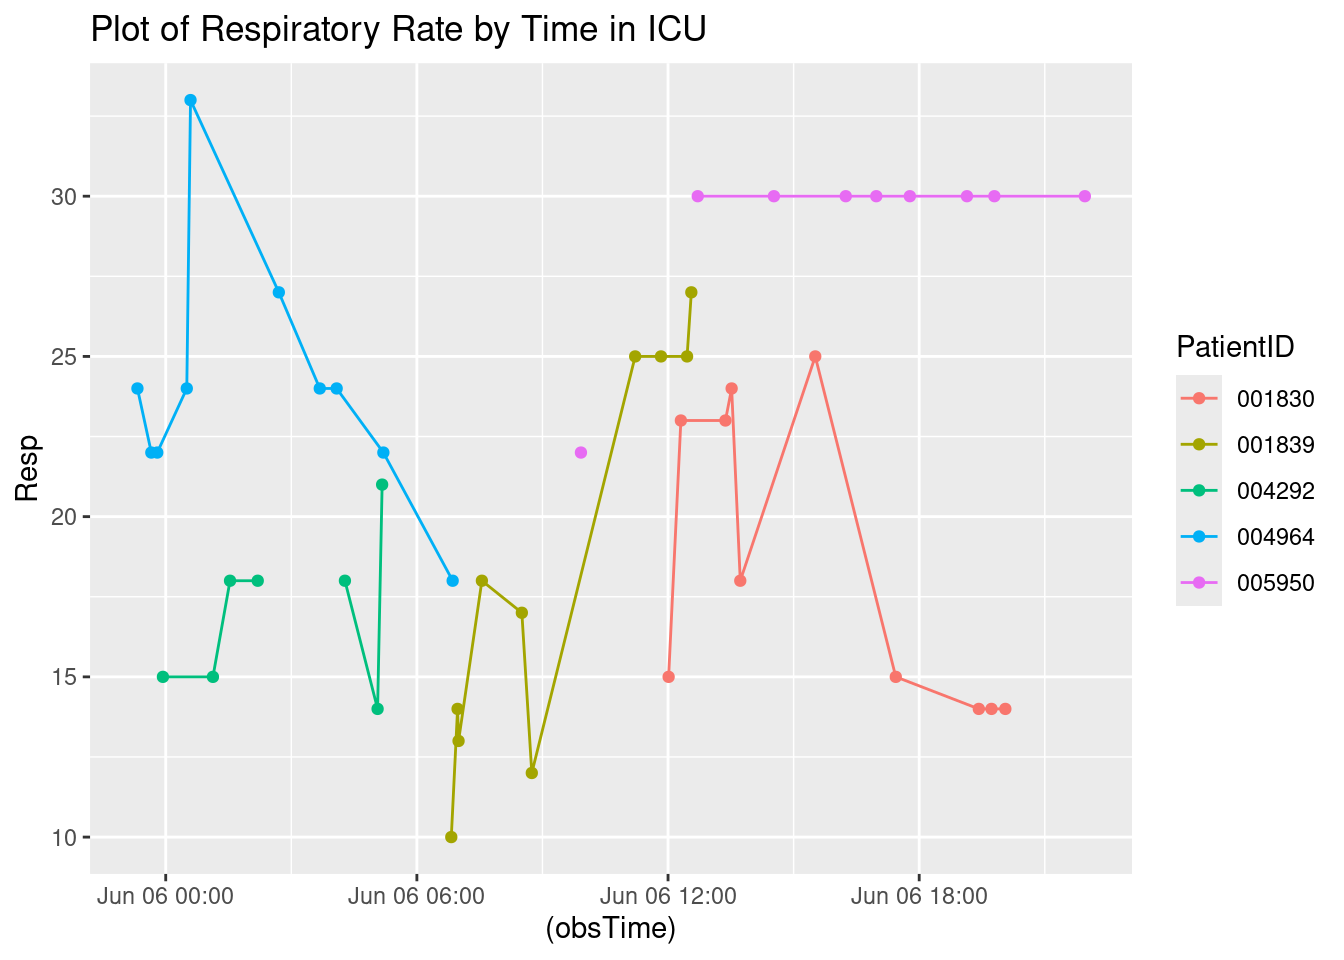 Plot of Respiratory Rate by Time in ICU
30
25
20
15
10
Resp
Jun 06 00:00
Jun 06 06:00
Jun 06 12:00
Jun 06 18:00
(obsTime)
PatientID
001830
001839
004292
004964
005950